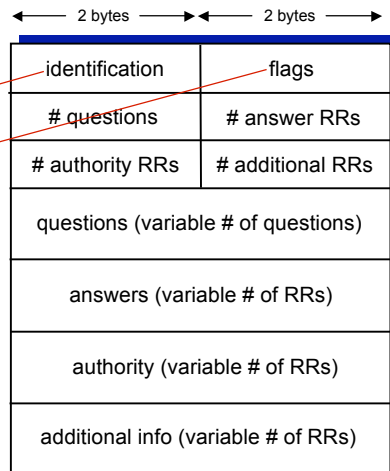 2 bytes 2 bytes
identification flags
# questions # answer RRs
# authority RRs # additional RRs
questions (variable # of questions)
answers (variable # of RRs)
authority (variable # of RRs)
additional info (variable # of RRs)